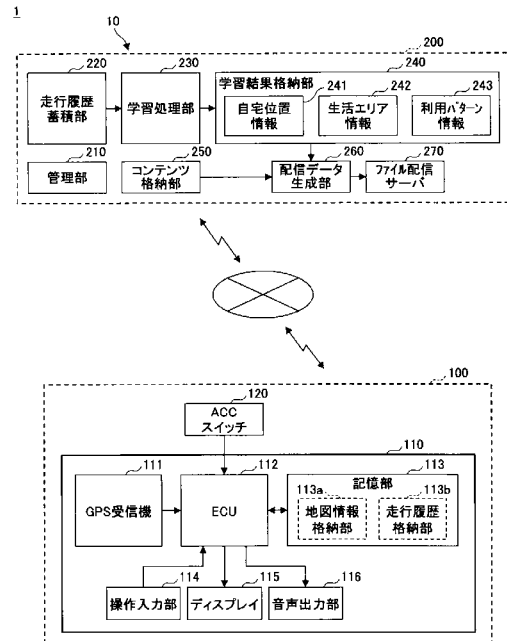 1
10
200
220
走行履歴
蓄積部
230
学習処理部
240
学習結果格納部
241
自宅位置
情報
242
生活エリア
情報
243
利用パターン
情報
210
管理部
250
コンテンツ
格納部
260
配信データ
生成部
270
ファイル配信
サーバ
100
120
ACC
スイッチ
110
111
GPS受信機
112
ECU
113
記憶部
113a
地図情報
格納部
113b
走行履歴
格納部
114
操作入力部
115
ディスプレイ
116
音声出力部